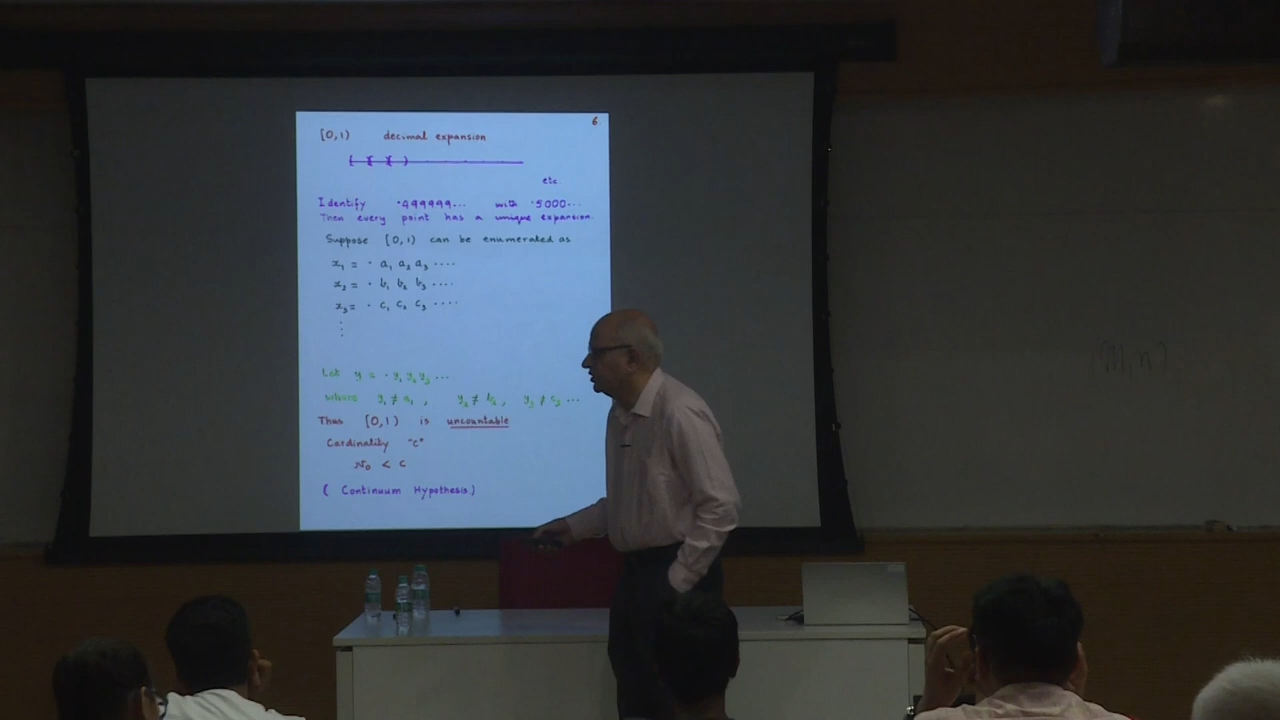 6
[0,1) decimal expansion
etc.
Identify ·499999... with ·5000...
Then every point has a unique expansion.
Suppose [0,1) can be enumerated as
x₁ = · a₁ a₂ a₃ ....
x₂ = · b₁ b₂ b₃ ....
x₃ = · c₁ c₂ c₃ ....
⋮
Let y = · y₁ y₂ y₃ ...
where y₁ ≠ a₁ , y₂ ≠ b₂ , y₃ ≠ c₃ ...
Thus [0,1) is uncountable
Cardinality "c"
ℵ₀ < c
( Continuum Hypothesis )